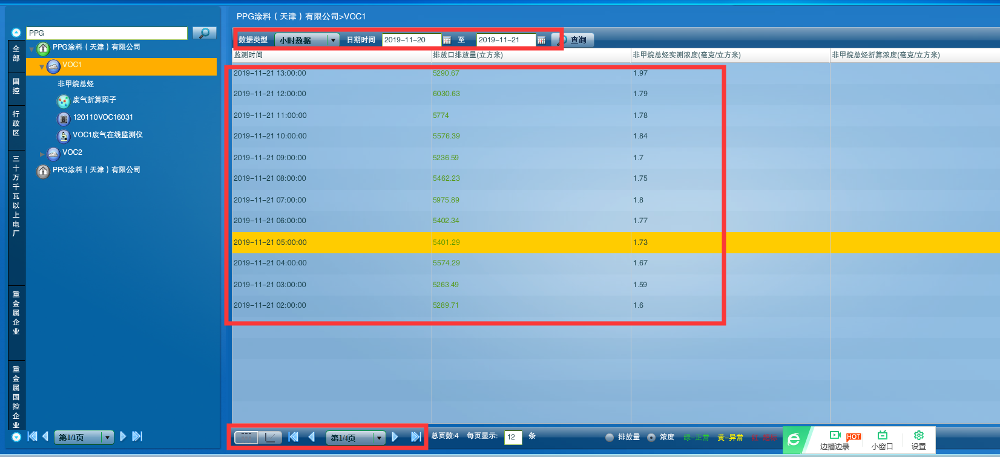 PPG涂料（天津）有限公司>VOC1
PPG
数据类型 小时数据 日期时间 2019-11-20 至 2019-11-21 查询
全部
国控
行政区
三十万千瓦以上电厂
重金属企业
重金属国控企业
PPG涂料（天津）有限公司
VOC1
非甲烷总烃
废气折算因子
120110VOC16031
VOC1废气在线监测仪
VOC2
PPG涂料（天津）有限公司
第1/1页
监测时间 排放口排放量(立方米) 非甲烷总烃实测浓度(毫克/立方米) 非甲烷总烃折算浓度(毫克/立方米)
2019-11-21 13:00:00 5290.67 1.97
2019-11-21 12:00:00 6030.63 1.79
2019-11-21 11:00:00 5774 1.78
2019-11-21 10:00:00 5576.39 1.84
2019-11-21 09:00:00 5236.59 1.7
2019-11-21 08:00:00 5462.23 1.75
2019-11-21 07:00:00 5975.89 1.8
2019-11-21 06:00:00 5402.34 1.77
2019-11-21 05:00:00 5401.29 1.73
2019-11-21 04:00:00 5574.29 1.67
2019-11-21 03:00:00 5263.49 1.59
2019-11-21 02:00:00 5289.71 1.6
第1/4页 总页数:4 每页显示: 12 条 排放量 浓度 绿-正常 黄-异常 红-超标
边播边录 HOT 小窗口 设置